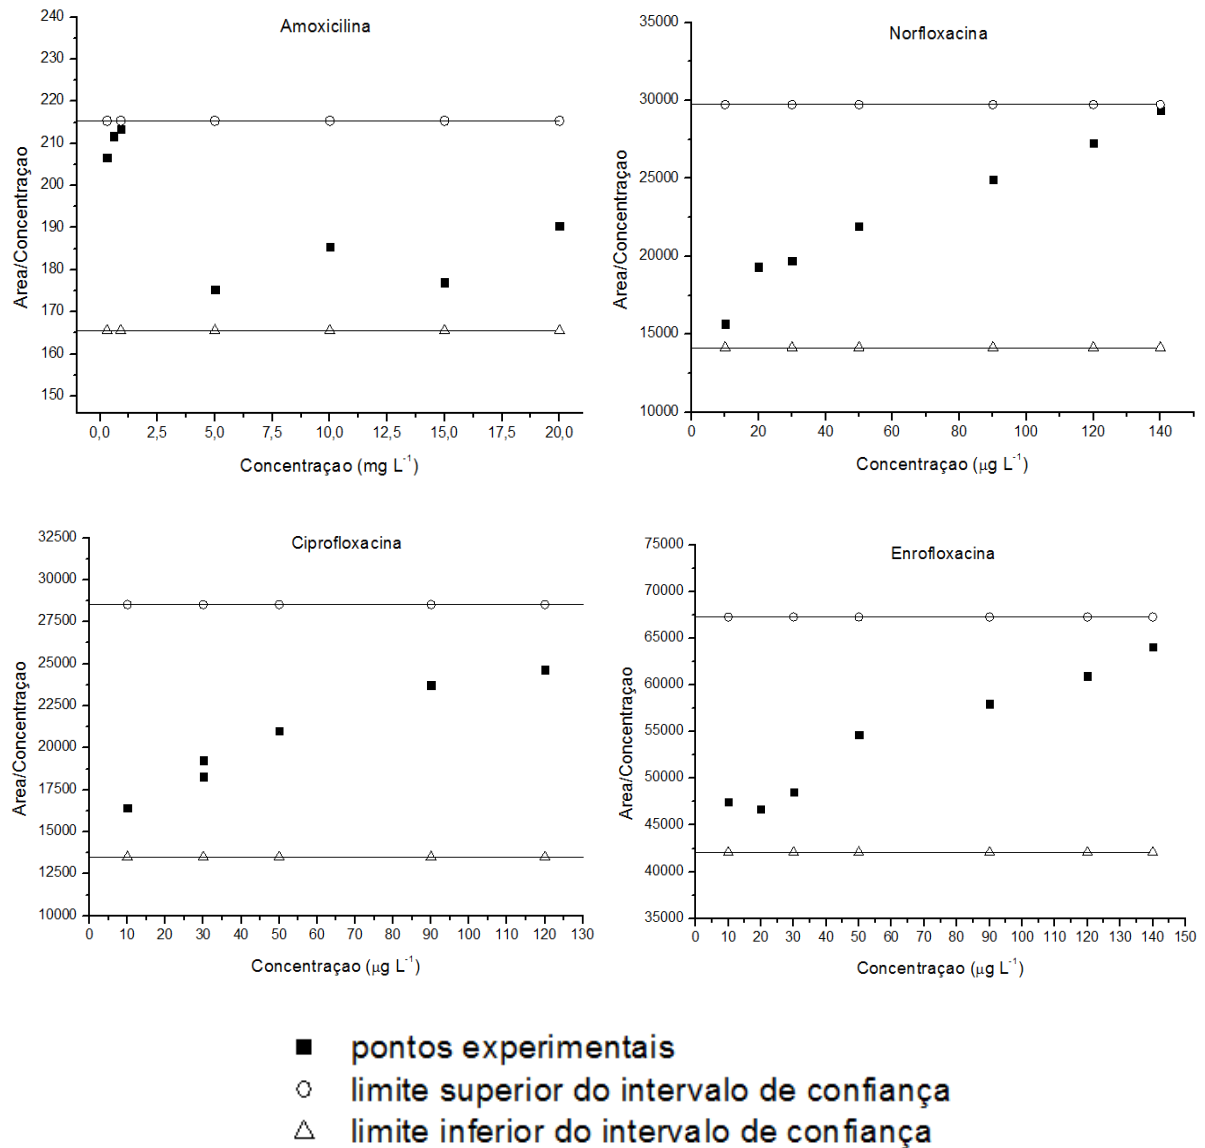 Amoxicilina
240
230
220
210
200
190
180
170
160
150
0,0 2,5 5,0 7,5 10,0 12,5 15,0 17,5 20,0
Area/Concentraçao
Concentraçao (mg L⁻¹)
Norfloxacina
35000
30000
25000
20000
15000
10000
0 20 40 60 80 100 120 140
Area/Concentraçao
Concentraçao (μg L⁻¹)
Ciprofloxacina
32500
30000
27500
25000
22500
20000
17500
15000
12500
10000
0 10 20 30 40 50 60 70 80 90 100 110 120 130
Area/Concentraçao
Concentraçao (μg L⁻¹)
Enrofloxacina
75000
70000
65000
60000
55000
50000
45000
40000
35000
0 10 20 30 40 50 60 70 80 90 100 110 120 130 140 150
Area/Concentraçao
Concentraçao (μg L⁻¹)
pontos experimentais
limite superior do intervalo de confiança
limite inferior do intervalo de confiança